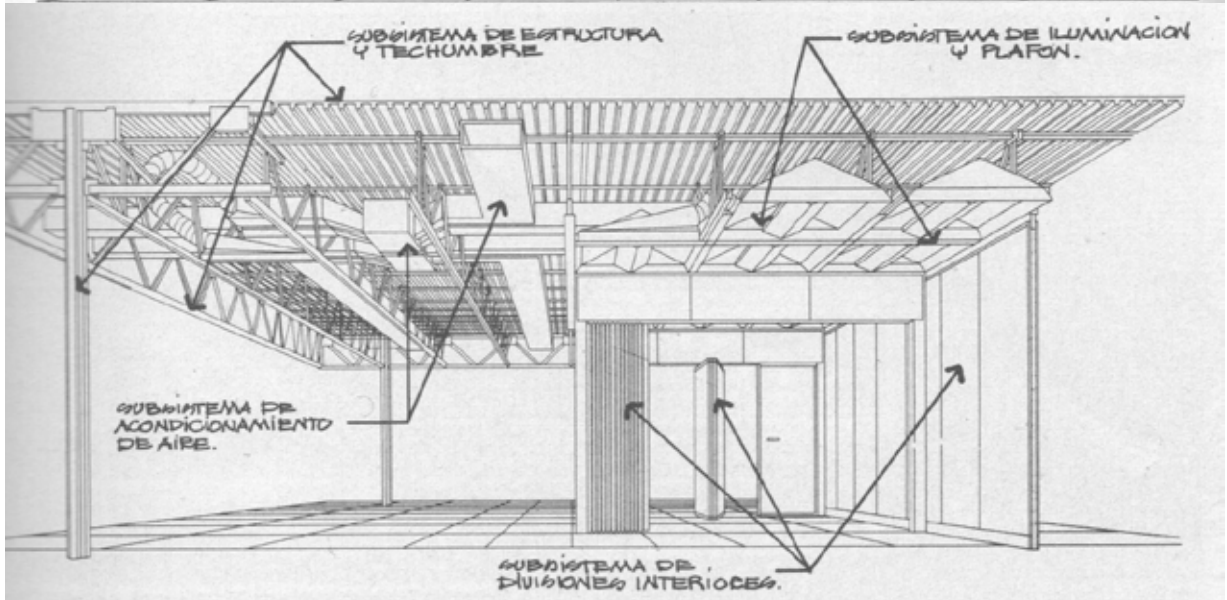 SUBSISTEMA DE ESTRUCTURA
Y TECHUMBRE
SUBSISTEMA DE ILUMINACION
Y PLAFON.
SUBSISTEMA DE
ACONDICIONAMIENTO
DE AIRE.
SUBSISTEMA DE
DIVISIONES INTERIORES.